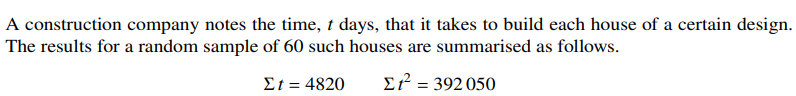 A construction company notes the time, t days, that it takes to build each house of a certain design.
The results for a random sample of 60 such houses are summarised as follows.
Σt = 4820 Σt² = 392 050